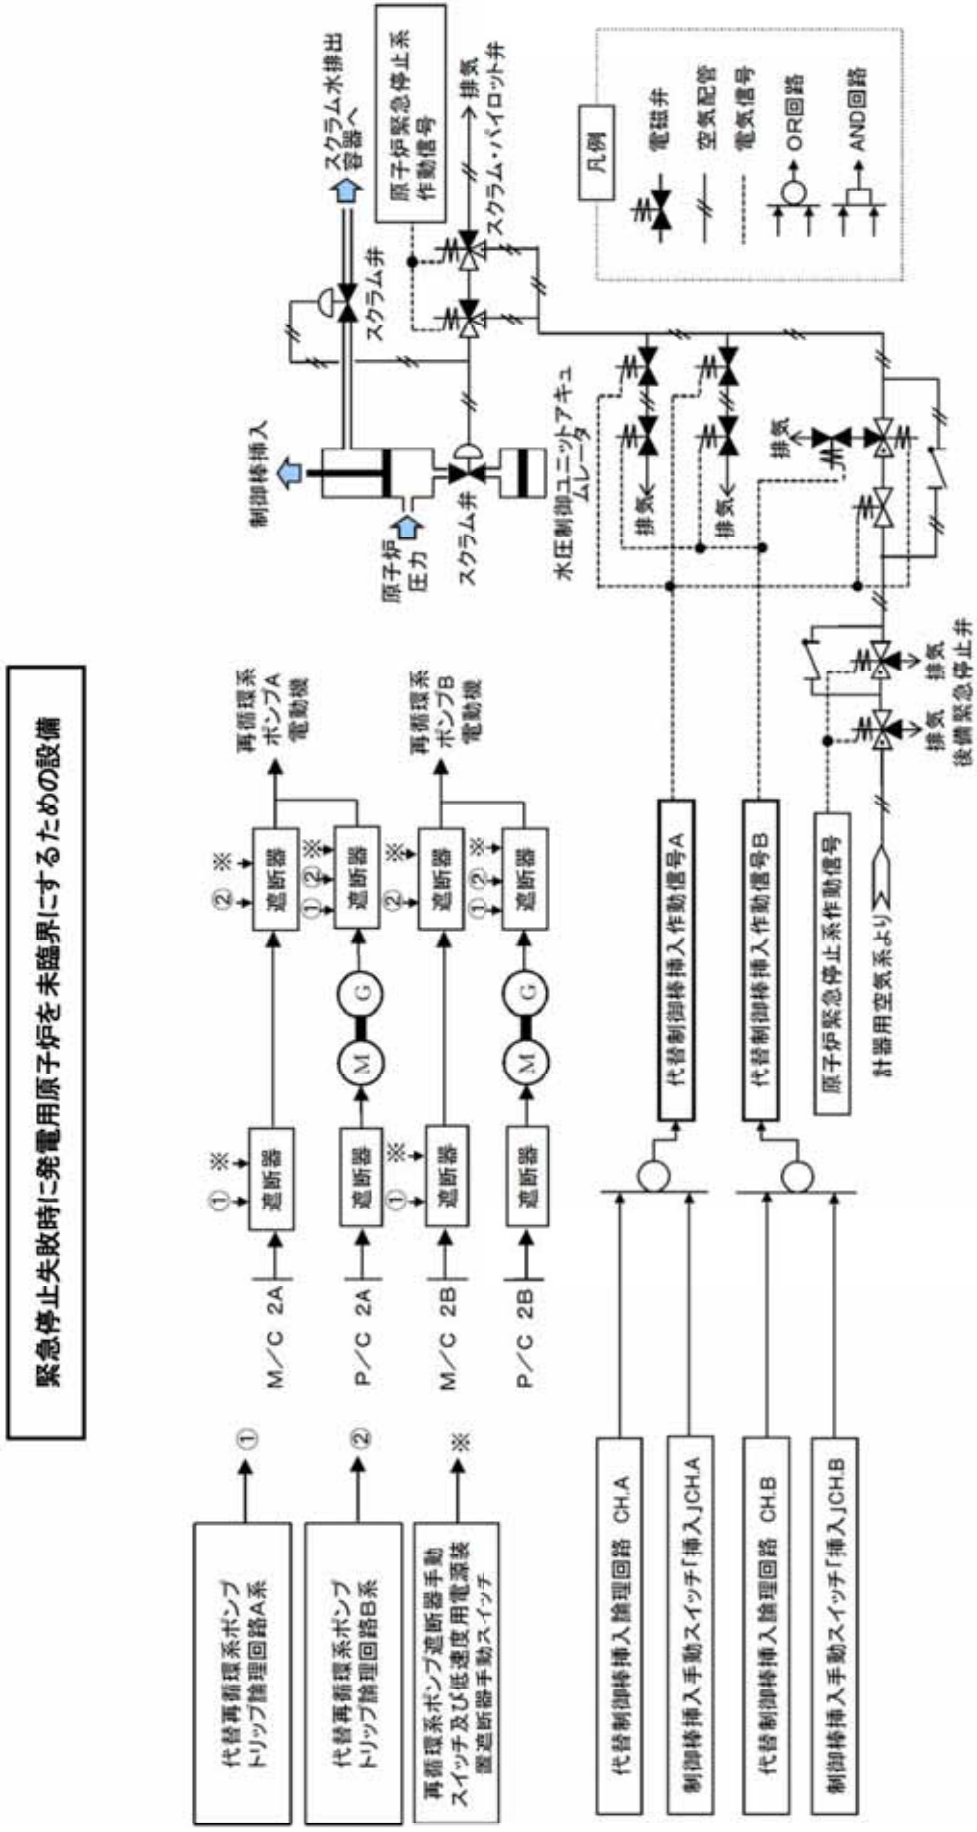 緊急停止失敗時に発電用原子炉を未臨界にするための設備
代替再循環系ポンプ
トリップ論理回路A系
①
代替再循環系ポンプ
トリップ論理回路B系
②
再循環系ポンプ遮断器手動
スイッチ及び低速度用電源装
置遮断器手動スイッチ
※
M/C 2A
① ※
遮断器
② ※
遮断器
再循環系
ポンプA
電動機
P/C 2A
遮断器
M
G
① ② ※
遮断器
M/C 2B
① ※
遮断器
② ※
遮断器
再循環系
ポンプB
電動機
P/C 2B
遮断器
M
G
① ② ※
遮断器
代替制御棒挿入論理回路 CH.A
制御棒挿入手動スイッチ「挿入」CH.A
代替制御棒挿入論理回路 CH.B
制御棒挿入手動スイッチ「挿入」CH.B
代替制御棒挿入作動信号A
代替制御棒挿入作動信号B
原子炉緊急停止系作動信号
計器用空気系より
排気
排気
後備緊急停止弁
制御棒挿入
原子炉
圧力
スクラム弁
水圧制御ユニットアキュ
ムレータ
スクラム弁
スクラム水排出
容器へ
原子炉緊急停止系
作動信号
排気
スクラム・パイロット弁
排気
排気
排気
凡例
電磁弁
空気配管
電気信号
OR回路
AND回路